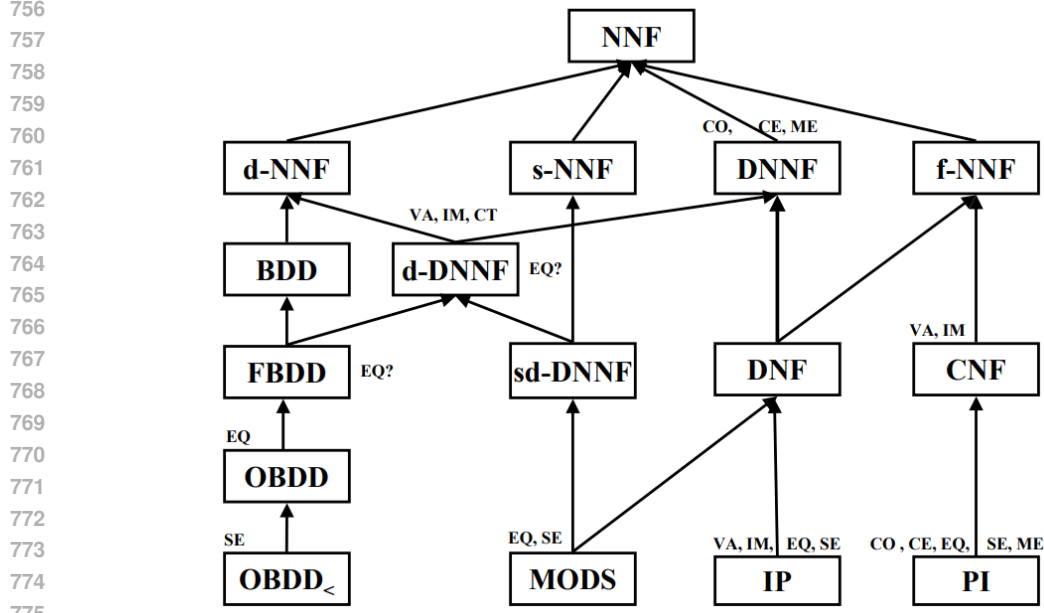 756
757
NNF
758
759
760
CO, CE, ME
761
d-NNF s-NNF DNNF f-NNF
762
VA, IM, CT
763
764
BDD d-DNNF EQ?
765
766
VA, IM
767
FBDD EQ? sd-DNNF DNF CNF
768
769
EQ
770
OBDD
771
772
SE EQ, SE VA, IM, EQ, SE CO , CE, EQ, SE, ME
773
774
OBDD< MODS IP PI
775